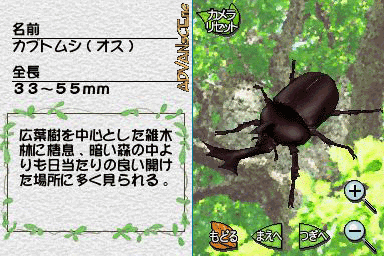 名前
カブトムシ(オス)
全長
33~55mm
広葉樹を中心とした雑木
林に積息、暗い森の中よ
りも日当たりの良い開け
た場所に多く見られる。
カメラ
リセット
もどる
まえへ
つぎへ